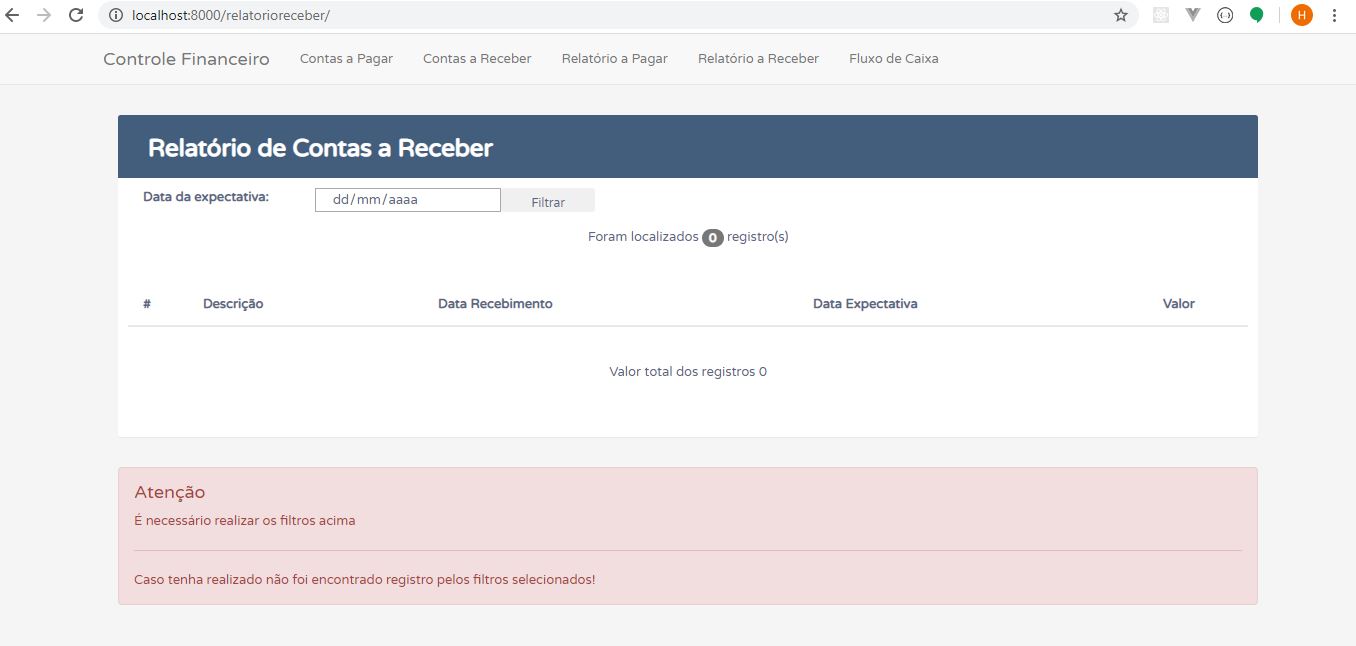 localhost:8000/relatorioreceber/
H
Controle Financeiro Contas a Pagar Contas a Receber Relatório a Pagar Relatório a Receber Fluxo de Caixa
Relatório de Contas a Receber
Data da expectativa: dd/mm/aaaa Filtrar
Foram localizados 0 registro(s)
# Descrição Data Recebimento Data Expectativa Valor
Valor total dos registros 0
Atenção
É necessário realizar os filtros acima
Caso tenha realizado não foi encontrado registro pelos filtros selecionados!